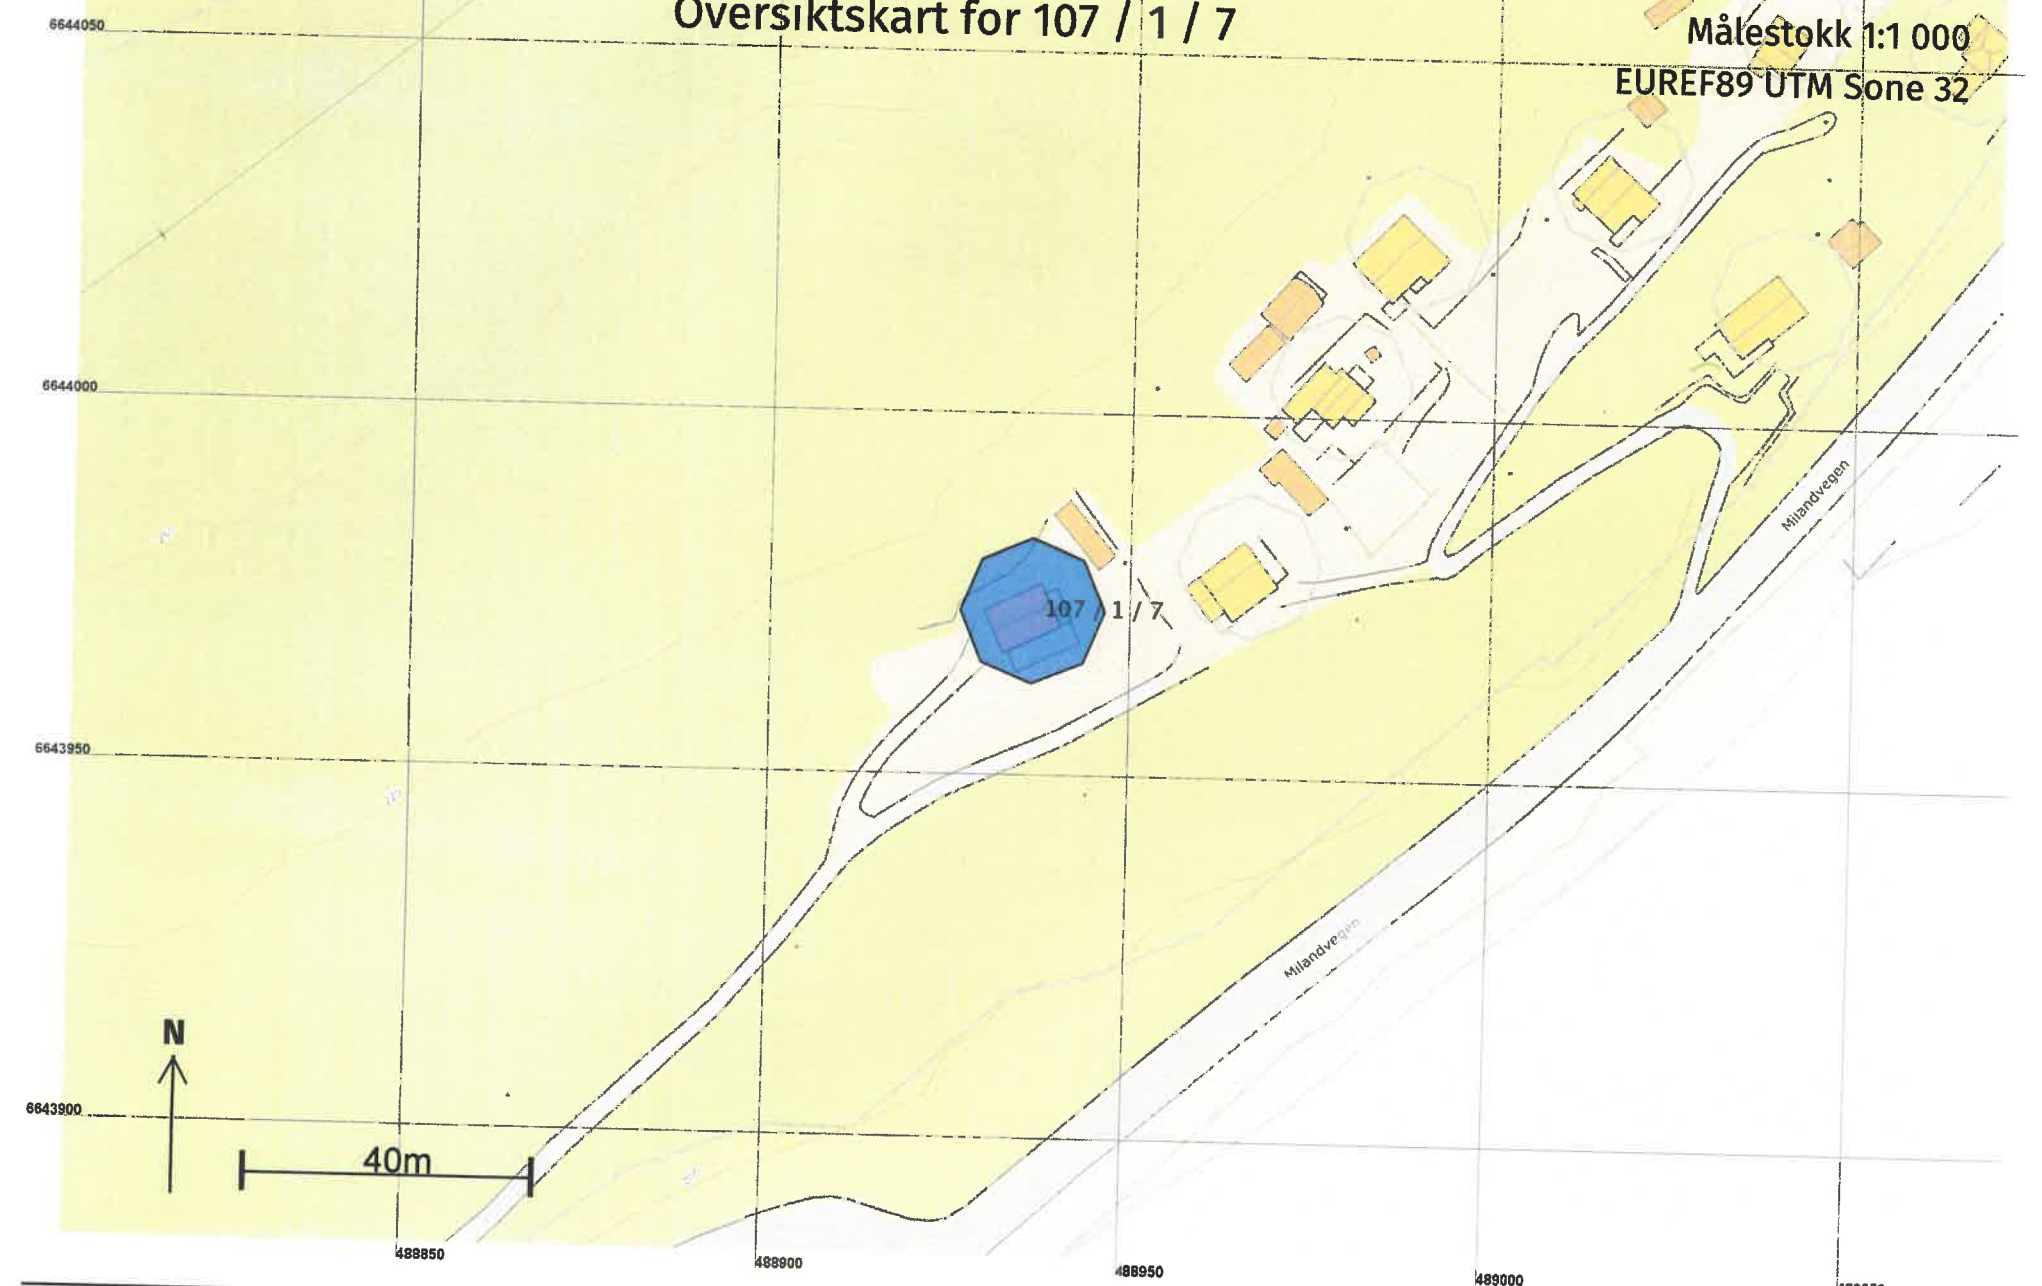 Oversiktskart for 107 / 1 / 7
Målestokk 1:1 000
EUREF89 UTM Sone 32
6644050
6644000
Milandvegen
107 / 1 / 7
6643950
Milandvegen
N
6643900
40m
488850
488900
488950
489000